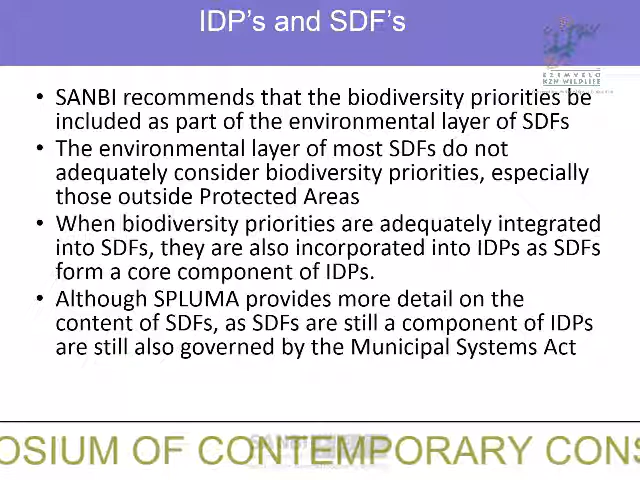 IDP's and SDF's
EZEMVELO
KZN WILDLIFE
• SANBI recommends that the biodiversity priorities be
included as part of the environmental layer of SDFs
• The environmental layer of most SDFs do not
adequately consider biodiversity priorities, especially
those outside Protected Areas
• When biodiversity priorities are adequately integrated
into SDFs, they are also incorporated into IDPs as SDFs
form a core component of IDPs.
• Although SPLUMA provides more detail on the
content of SDFs, as SDFs are still a component of IDPs
are still also governed by the Municipal Systems Act
OSIUM OF CONTEMPORARY CONS